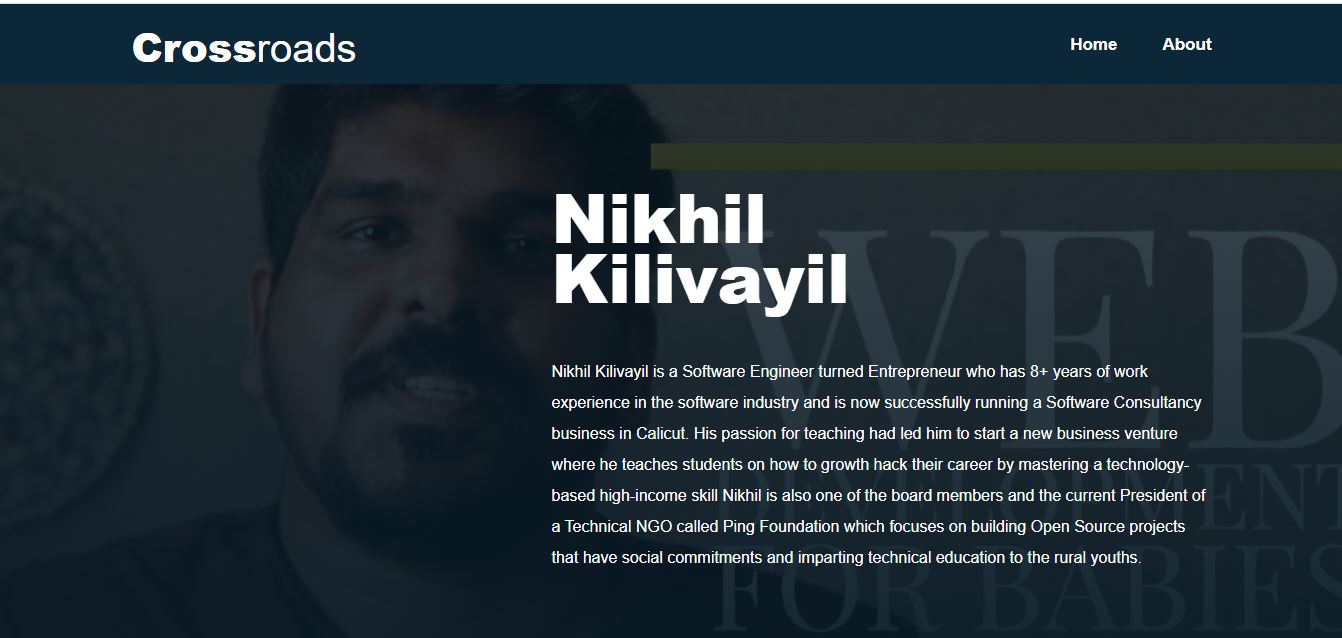 Crossroads
Home About
Nikhil
Kilivayil
Nikhil Kilivayil is a Software Engineer turned Entrepreneur who has 8+ years of work
experience in the software industry and is now successfully running a Software Consultancy
business in Calicut. His passion for teaching had led him to start a new business venture
where he teaches students on how to growth hack their career by mastering a technology-
based high-income skill Nikhil is also one of the board members and the current President of
a Technical NGO called Ping Foundation which focuses on building Open Source projects
that have social commitments and imparting technical education to the rural youths.
WEB
DEVELOPMENT
FOR BABIES